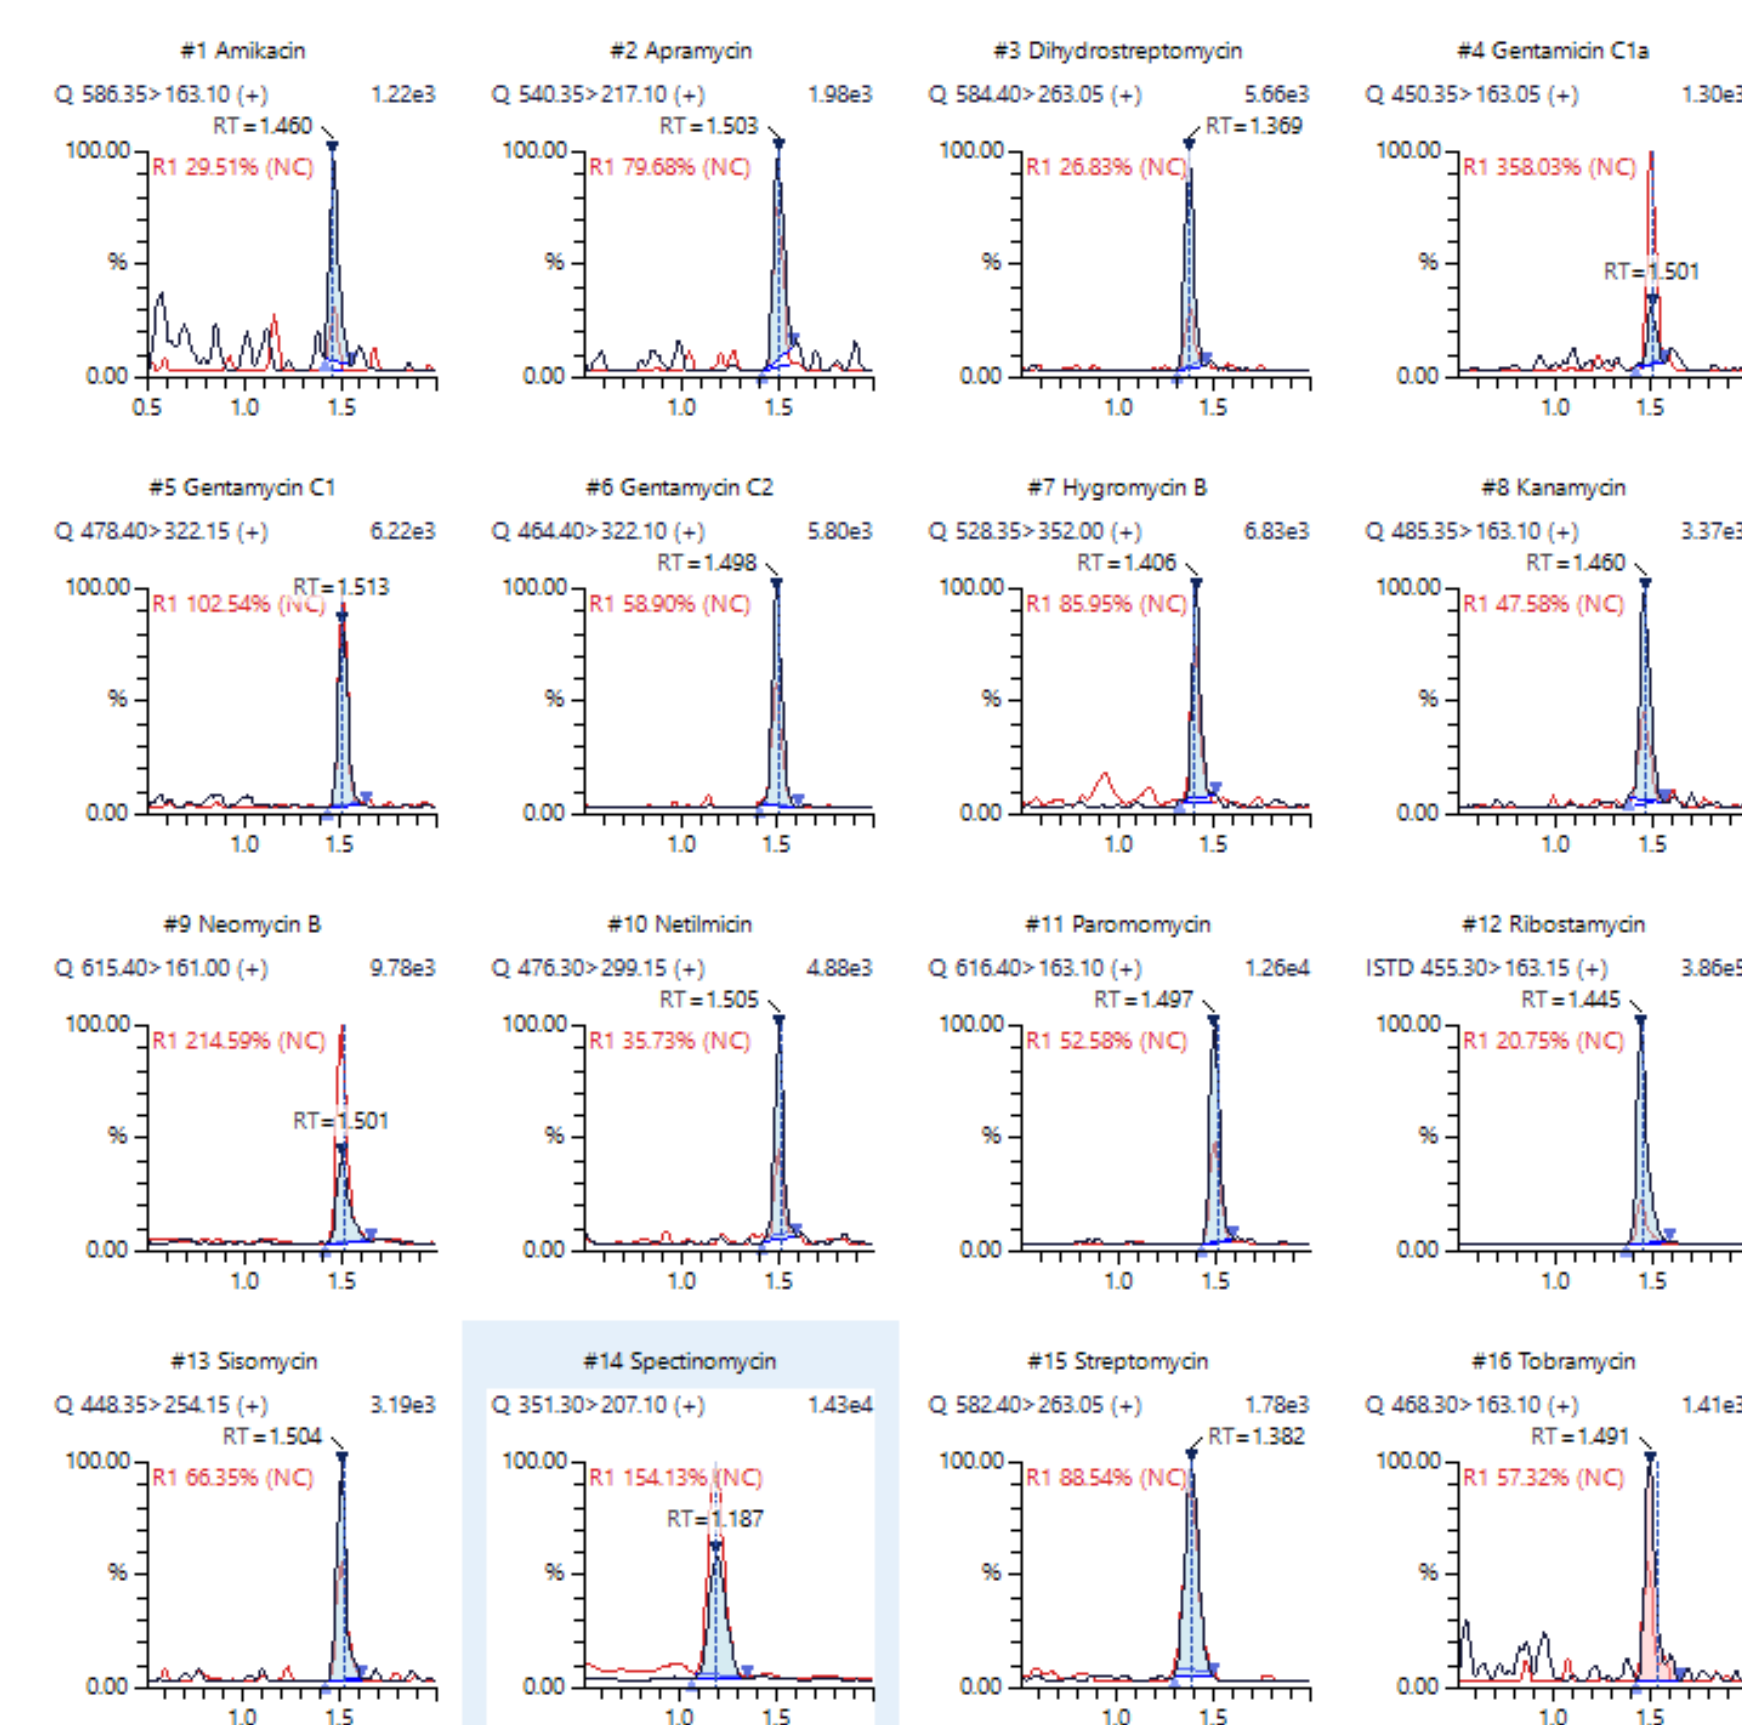 #1 Amikacin
Q 586.35>163.10 (+) 1.22e3
RT=1.460
100.00
R1 29.51% (NC)
%
0.00
0.5 1.0 1.5
#2 Apramycin
Q 540.35>217.10 (+) 1.98e3
RT=1.503
100.00
R1 79.68% (NC)
%
0.00
1.0 1.5
#3 Dihydrostreptomycin
Q 584.40>263.05 (+) 5.66e3
RT=1.369
100.00
R1 26.83% (NC)
%
0.00
1.0 1.5
#4 Gentamicin C1a
Q 450.35>163.05 (+) 1.30e3
100.00
R1 358.03% (NC)
RT=1.501
%
0.00
1.0 1.5
#5 Gentamycin C1
Q 478.40>322.15 (+) 6.22e3
100.00
RT=1.513
R1 102.54% (NC)
%
0.00
1.0 1.5
#6 Gentamycin C2
Q 464.40>322.10 (+) 5.80e3
RT=1.498
100.00
R1 58.90% (NC)
%
0.00
1.0 1.5
#7 Hygromycin B
Q 528.35>352.00 (+) 6.83e3
RT=1.406
100.00
R1 85.95% (NC)
%
0.00
1.0 1.5
#8 Kanamycin
Q 485.35>163.10 (+) 3.37e3
RT=1.460
100.00
R1 47.58% (NC)
%
0.00
1.0 1.5
#9 Neomycin B
Q 615.40>161.00 (+) 9.78e3
100.00
R1 214.59% (NC)
RT=1.501
%
0.00
1.0 1.5
#10 Netilmicin
Q 476.30>299.15 (+) 4.88e3
RT=1.505
100.00
R1 35.73% (NC)
%
0.00
1.0 1.5
#11 Paromomycin
Q 616.40>163.10 (+) 1.26e4
RT=1.497
100.00
R1 52.58% (NC)
%
0.00
1.0 1.5
#12 Ribostamycin
ISTD 455.30>163.15 (+) 3.86e5
RT=1.445
100.00
R1 20.75% (NC)
%
0.00
1.0 1.5
#13 Sisomycin
Q 448.35>254.15 (+) 3.19e3
RT=1.504
100.00
R1 66.35% (NC)
%
0.00
1.0 1.5
#14 Spectinomycin
Q 351.30>207.10 (+) 1.43e4
100.00
R1 154.13% (NC)
RT=1.187
%
0.00
1.0 1.5
#15 Streptomycin
Q 582.40>263.05 (+) 1.78e3
RT=1.382
100.00
R1 88.54% (NC)
%
0.00
1.0 1.5
#16 Tobramycin
Q 468.30>163.10 (+) 1.41e3
RT=1.491
100.00
R1 57.32% (NC)
%
0.00
1.0 1.5